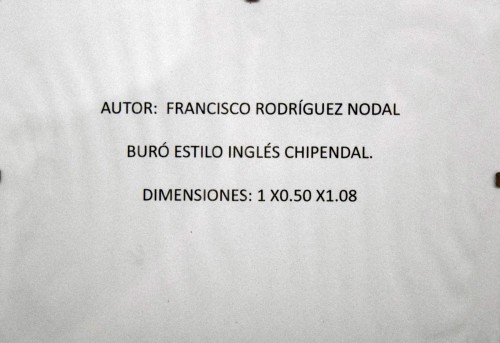 AUTOR: FRANCISCO RODRÍGUEZ NODAL
BURÓ ESTILO INGLÉS CHIPENDAL.
DIMENSIONES: 1 X0.50 X1.08